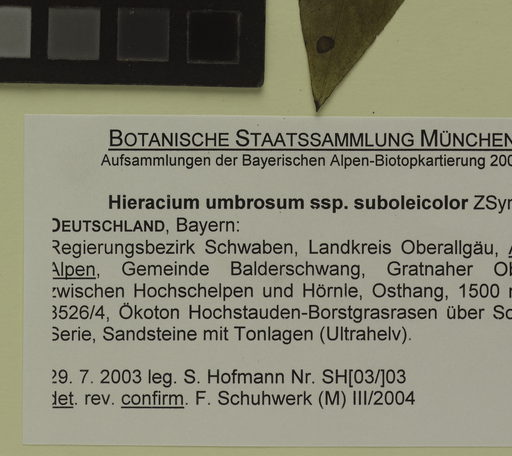 BOTANISCHE STAATSSAMMLUNG MÜNCHEN
Aufsammlungen der Bayerischen Alpen-Biotopkartierung 200
Hieracium umbrosum ssp. suboleicolor ZSyn
DEUTSCHLAND, Bayern:
Regierungsbezirk Schwaben, Landkreis Oberallgäu,
Alpen, Gemeinde Balderschwang, Gratnaher Ob
zwischen Hochschelpen und Hörnle, Osthang, 1500 m
8526/4, Ökoton Hochstauden-Borstgrasrasen über Sc
Serie, Sandsteine mit Tonlagen (Ultrahelv).
29. 7. 2003 leg. S. Hofmann Nr. SH[03/]03
det. rev. confirm. F. Schuhwerk (M) III/2004